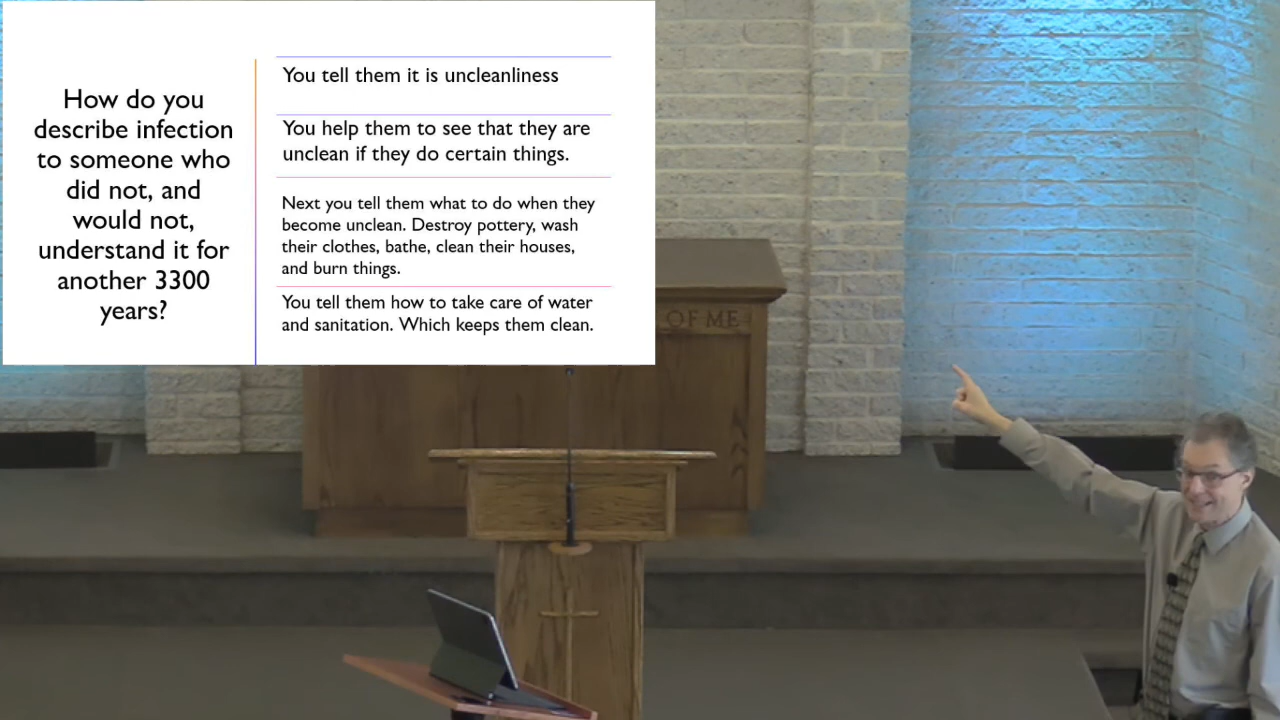 How do you
describe infection
to someone who
did not, and
would not,
understand it for
another 3300
years?
You tell them it is uncleanliness
You help them to see that they are
unclean if they do certain things.
Next you tell them what to do when they
become unclean. Destroy pottery, wash
their clothes, bathe, clean their houses,
and burn things.
You tell them how to take care of water
and sanitation. Which keeps them clean.
OF ME